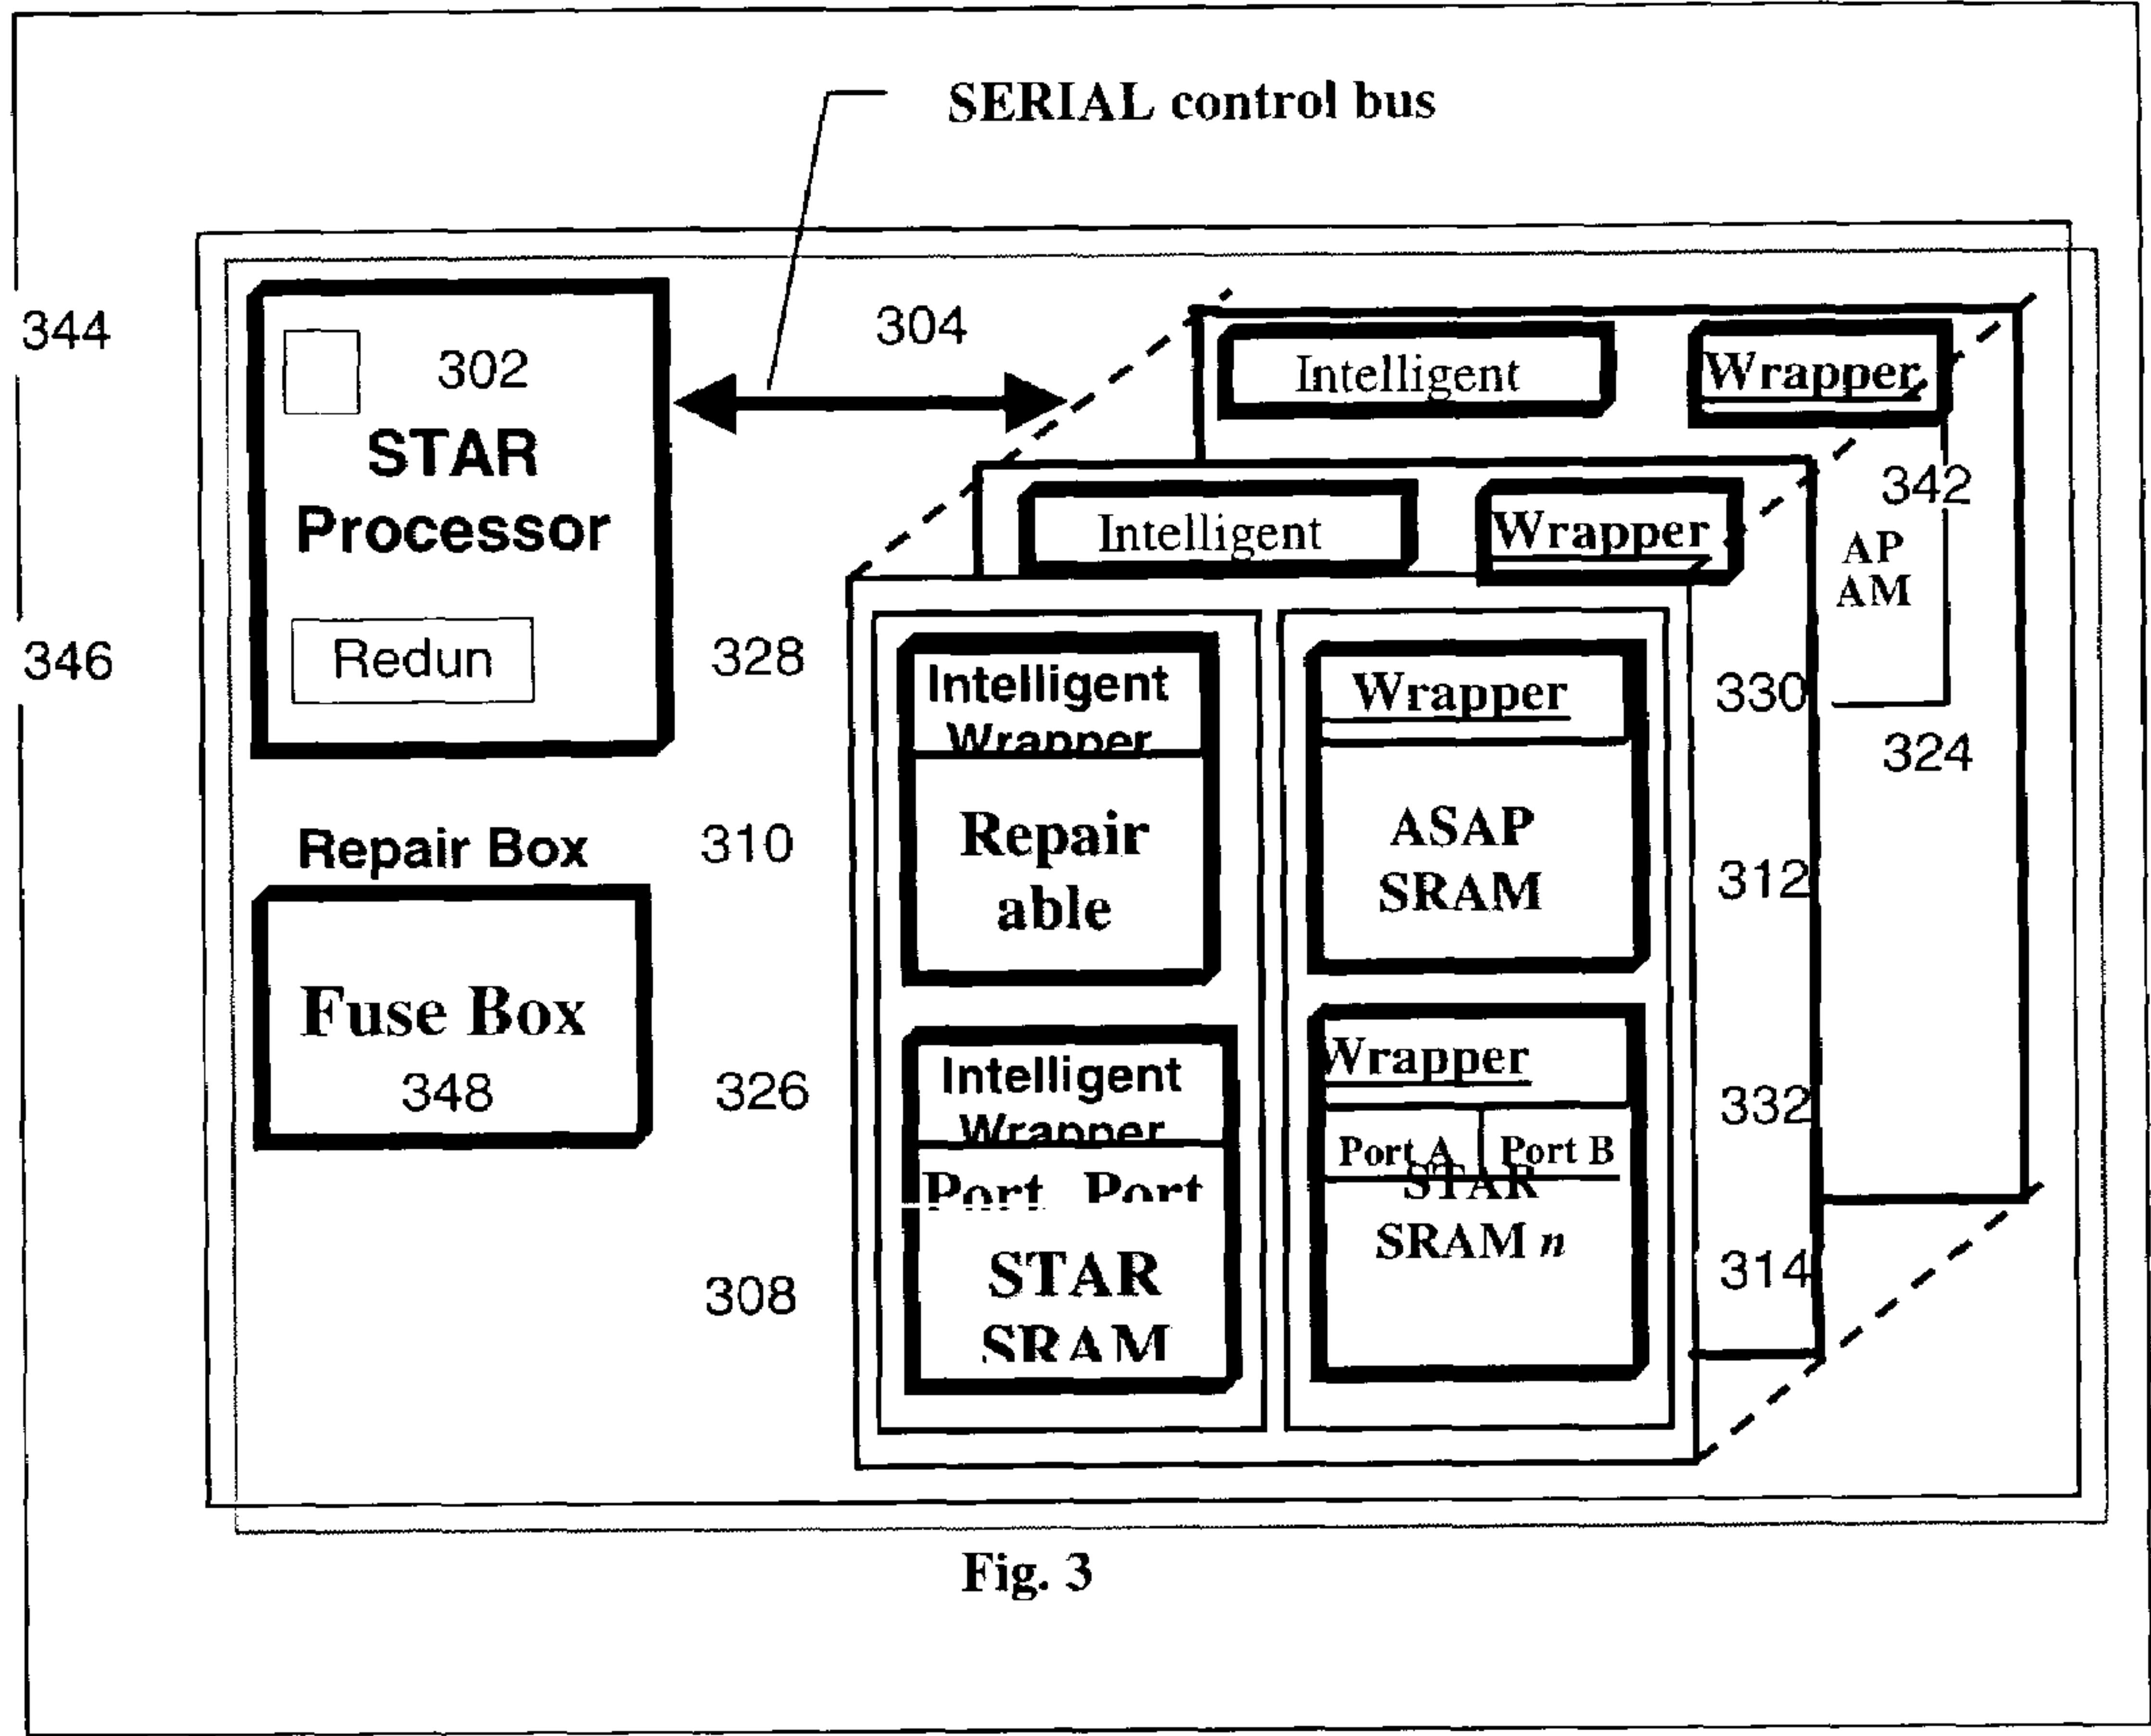 SERIAL control bus
344
302
STAR
Processor
304
Intelligent
Wrapper
342
Intelligent
Wrapper
AP
AM
346
Redun
328
Intelligent
Wrapper
Wrapper
330
324
Repair Box
310
Repair
able
ASAP
SRAM
312
Fuse Box
348
326
Intelligent
Wrapper
Wrapper
332
Port A Port B
Port Port
STAR
SRAM n
308
STAR
SRAM
314
Fig. 3